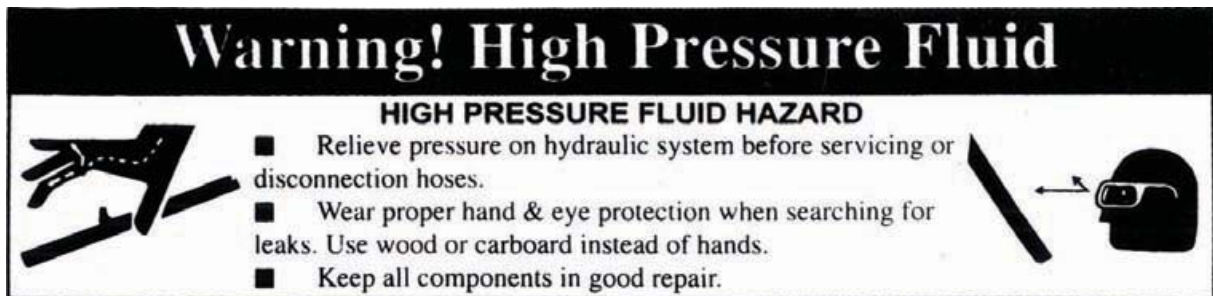 Warning! High Pressure Fluid
HIGH PRESSURE FLUID HAZARD
■ Relieve pressure on hydraulic system before servicing or
disconnection hoses.
■ Wear proper hand & eye protection when searching for
leaks. Use wood or carboard instead of hands.
■ Keep all components in good repair.